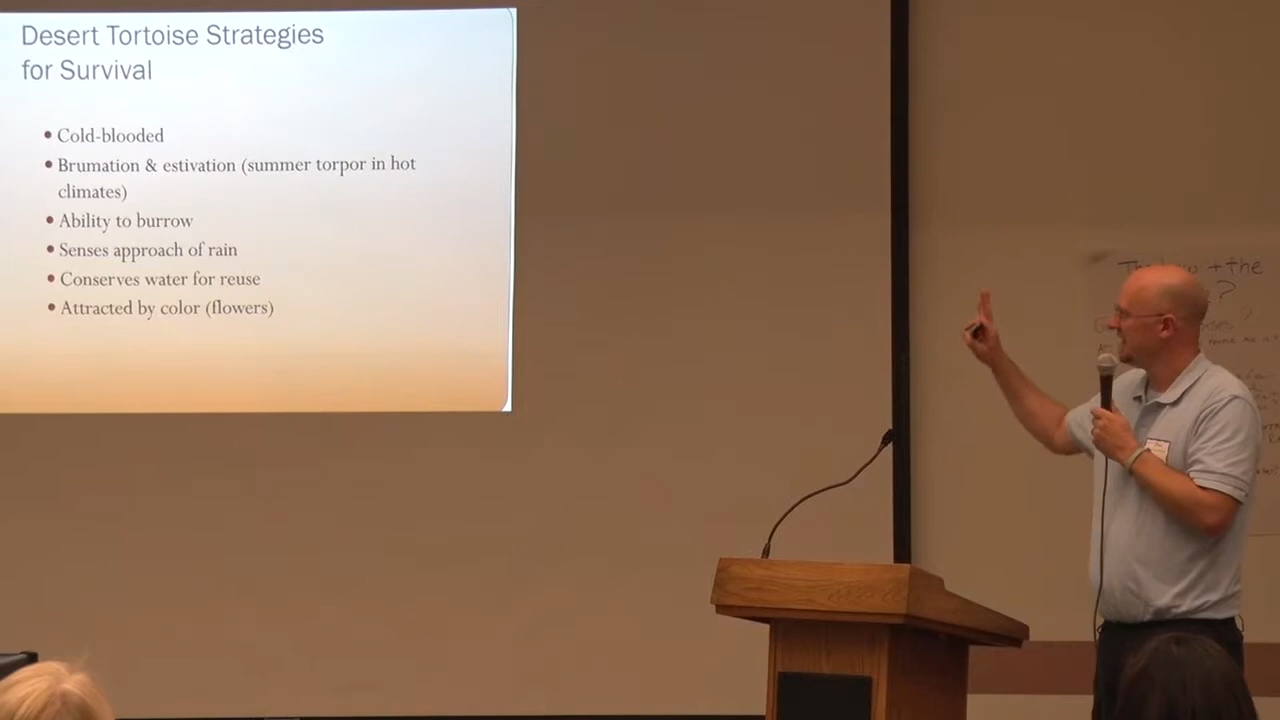 Desert Tortoise Strategies
for Survival
• Cold-blooded
• Brumation & estivation (summer torpor in hot
climates)
• Ability to burrow
• Senses approach of rain
• Conserves water for reuse
• Attracted by color (flowers)
+ the
?